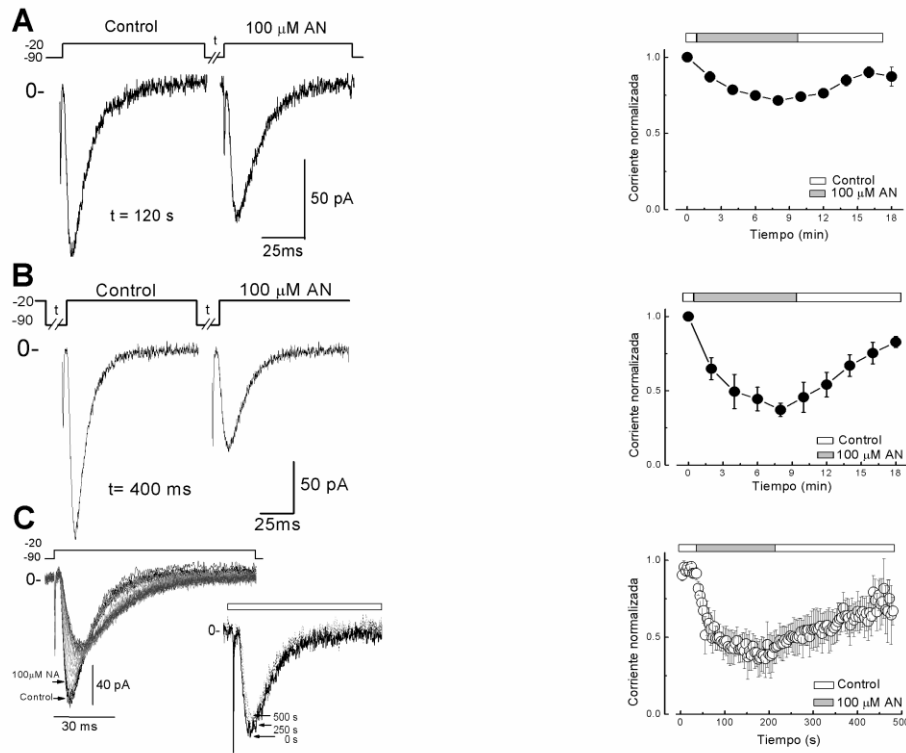 A
Control
t
100 μM AN
-20
-90
0-
t = 120 s
50 pA
25ms
Corriente normalizada
1.0
0.5
0.0
0 3 6 9 12 15 18
Tiempo (min)
Control
100 μM AN
B
t
Control
t
100 μM AN
-20
-90
0-
t= 400 ms
50 pA
25ms
Corriente normalizada
1.0
0.5
0.0
0 3 6 9 12 15 18
Tiempo (min)
Control
100 μM AN
C
-20
-90
0-
100μM NA
Control
40 pA
30 ms
0-
500 s
250 s
0 s
Corriente normalizada
1.0
0.5
0.0
0 100 200 300 400 500
Tiempo (s)
Control
100 μM AN